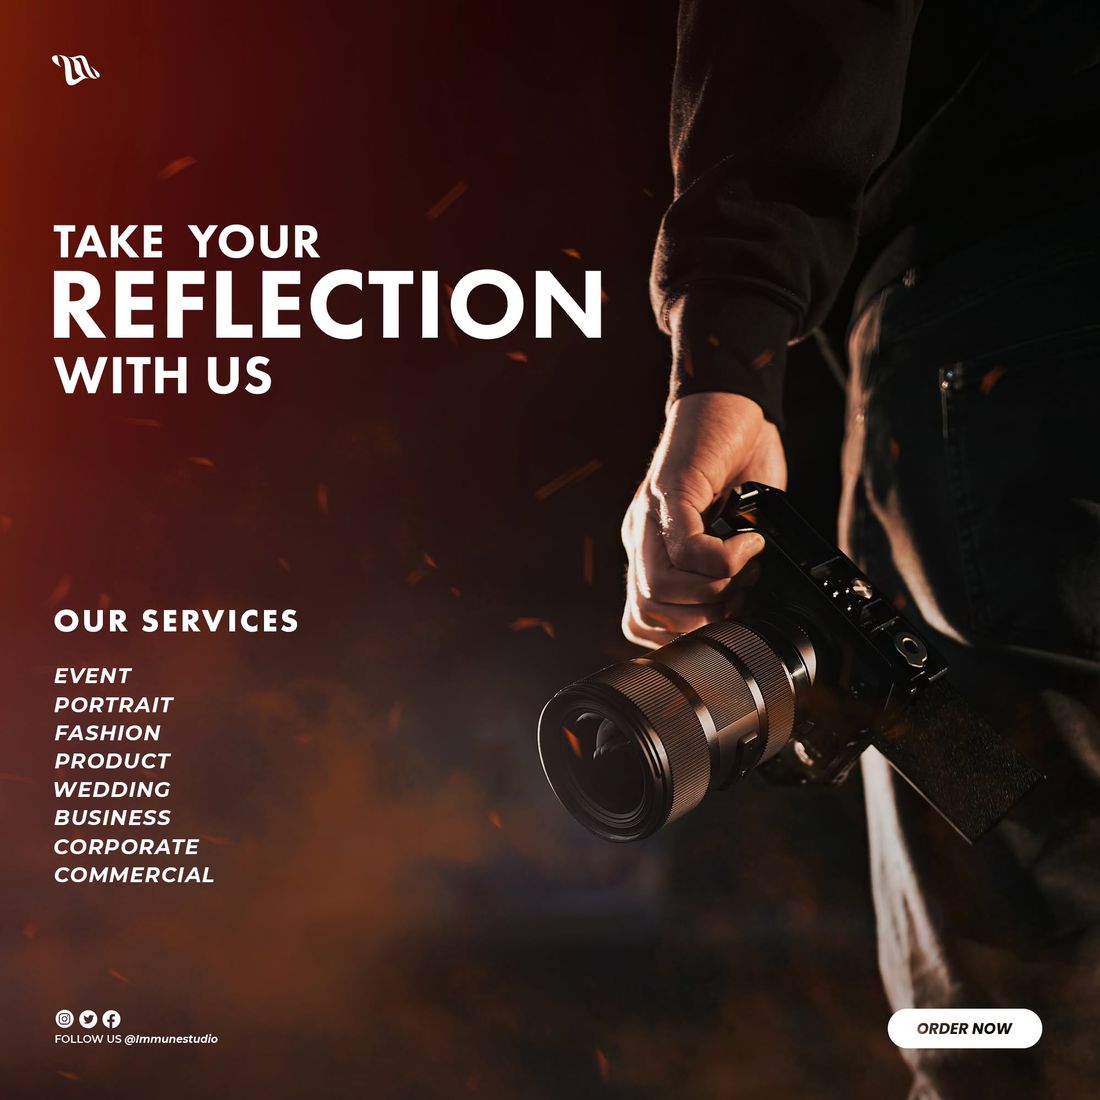 TAKE YOUR
REFLECTION
WITH US
OUR SERVICES
EVENT
PORTRAIT
FASHION
PRODUCT
WEDDING
BUSINESS
CORPORATE
COMMERCIAL
FOLLOW US @Immunestudio
ORDER NOW